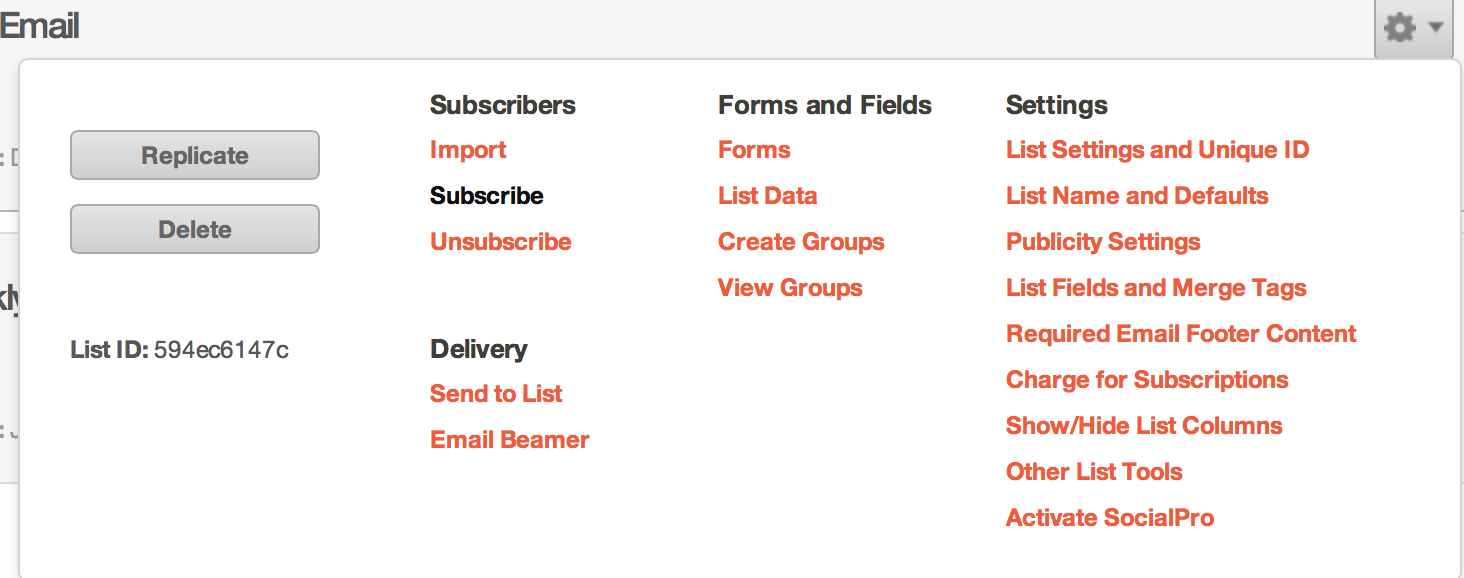 Email
Replicate
Delete
List ID: 594ec6147c
Subscribers
Import
Subscribe
Unsubscribe
Delivery
Send to List
Email Beamer
Forms and Fields
Forms
List Data
Create Groups
View Groups
Settings
List Settings and Unique ID
List Name and Defaults
Publicity Settings
List Fields and Merge Tags
Required Email Footer Content
Charge for Subscriptions
Show/Hide List Columns
Other List Tools
Activate SocialPro